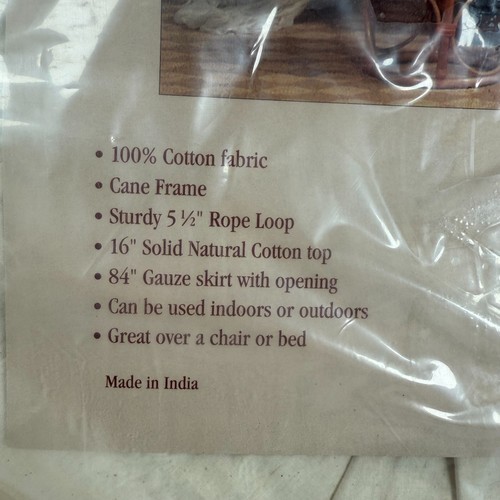 • 100% Cotton fabric
• Cane Frame
• Sturdy 5 ½" Rope Loop
• 16" Solid Natural Cotton top
• 84" Gauze skirt with opening
• Can be used indoors or outdoors
• Great over a chair or bed
Made in India